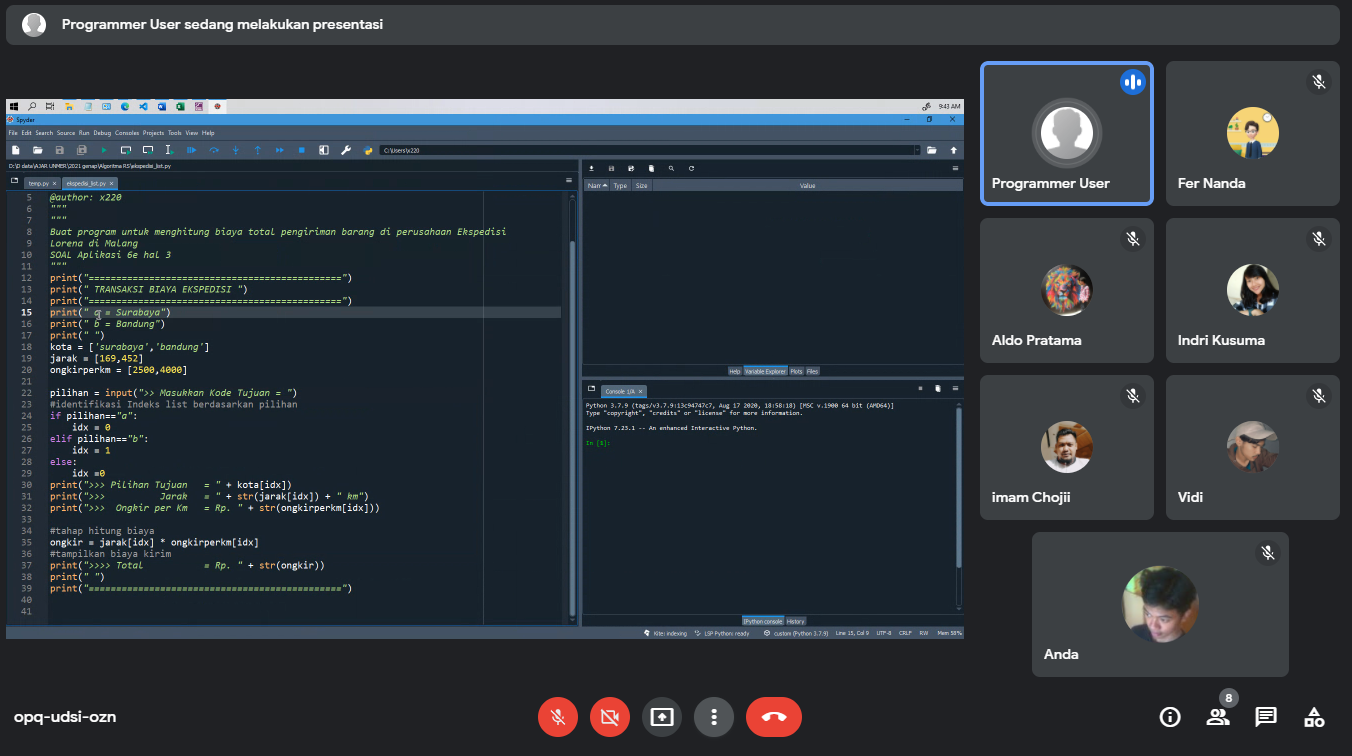 Programmer User sedang melakukan presentasi
9:43 AM
Spyder
File Edit Search Source Run Debug Consoles Projects Tools View Help
C:\Users\x220
D:\D data\AJAR UNMER\2021 genap\Algoritma RS\ekspedisi_list.py
temp.py
ekspedisi_list.py
5 @author: x220
6 """
7 """
8 Buat program untuk menghitung biaya total pengiriman barang di perusahaan Ekspedisi
9 Lorena di Malang
10 SOAL Aplikasi 6e hal 3
11 """
12 print("==============================================")
13 print(" TRANSAKSI BIAYA EKSPEDISI ")
14 print("==============================================")
15 print(" a = Surabaya")
16 print(" b = Bandung")
17 print(" ")
18 kota = ['surabaya','bandung']
19 jarak = [169,452]
20 ongkirperkm = [2500,4000]
21
22 pilihan = input(">> Masukkan Kode Tujuan = ")
23 #identifikasi Indeks list berdasarkan pilihan
24 if pilihan=="a":
25     idx = 0
26 elif pilihan=="b":
27     idx = 1
28 else:
29     idx =0
30 print(">>> Pilihan Tujuan   = " + kota[idx])
31 print(">>>          Jarak   = " + str(jarak[idx]) + " km")
32 print(">>>  Ongkir per Km   = Rp. " + str(ongkirperkm[idx]))
33
34 #tahap hitung biaya
35 ongkir = jarak[idx] * ongkirperkm[idx]
36 #tampilkan biaya kirim
37 print(">>>> Total           = Rp. " + str(ongkir))
38 print(" ")
39 print("==============================================")
40
41
Nam Type Size Value
Help Variable Explorer Plots Files
Console 1/A
Python 3.7.9 (tags/v3.7.9:13c94747c7, Aug 17 2020, 18:58:18) [MSC v.1900 64 bit (AMD64)]
Type "copyright", "credits" or "license" for more information.
IPython 7.23.1 -- An enhanced Interactive Python.
In [1]:
IPython console History
Kite: indexing LSP Python: ready custom (Python 3.7.9) Line 15, Col 9 UTF-8 CRLF RW Mem 58%
Programmer User
Fer Nanda
Aldo Pratama
Indri Kusuma
imam Chojii
Vidi
Anda
opq-udsi-ozn
8